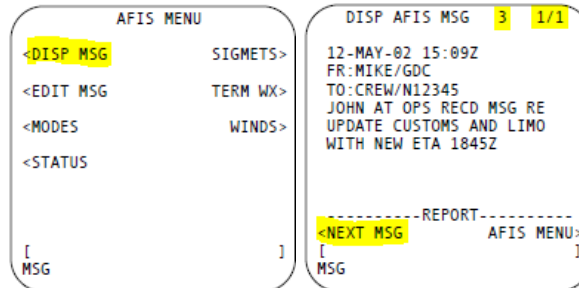 AFIS MENU
<DISP MSG SIGMETS>
<EDIT MSG TERM WX>
<MODES WINDS>
<STATUS
[ ]
MSG
DISP AFIS MSG 3 1/1
12-MAY-02 15:09Z
FR:MIKE/GDC
TO:CREW/N12345
JOHN AT OPS RECD MSG RE
UPDATE CUSTOMS AND LIMO
WITH NEW ETA 1845Z
----------REPORT----------
<NEXT MSG AFIS MENU>
[ ]
MSG